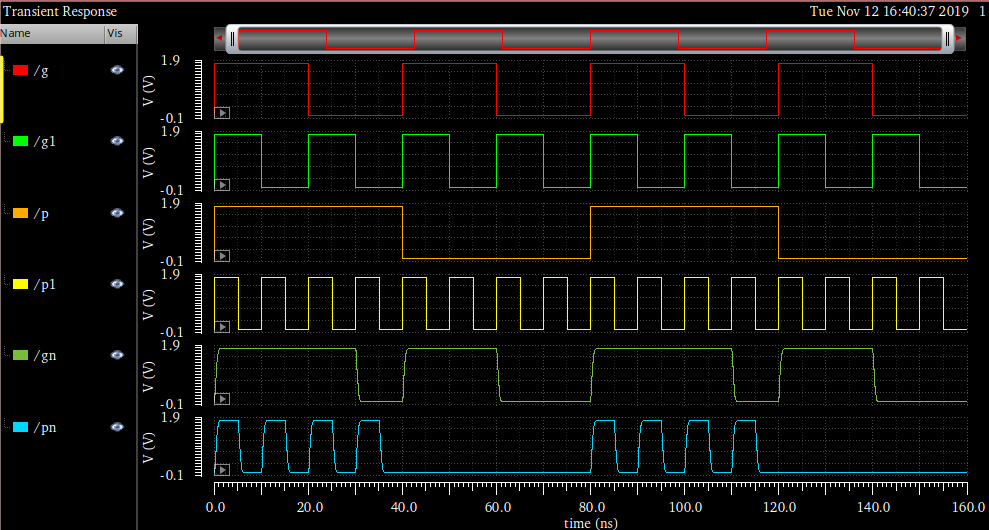 Transient Response
Tue Nov 12 16:40:37 2019 1
Name Vis
/g
1.9
V (V)
-0.1
/g1
1.9
V (V)
-0.1
/p
1.9
V (V)
-0.1
/p1
1.9
V (V)
-0.1
/gn
1.9
V (V)
-0.1
/pn
1.9
V (V)
-0.1
0.0 20.0 40.0 60.0 80.0 100.0 120.0 140.0 160.0
time (ns)